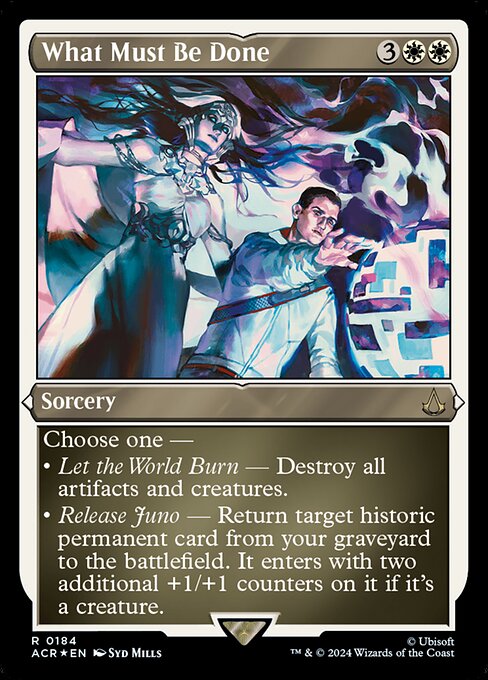 What Must Be Done 3
Sorcery
Choose one —
• Let the World Burn — Destroy all
artifacts and creatures.
• Release Juno — Return target historic
permanent card from your graveyard
to the battlefield. It enters with two
additional +1/+1 counters on it if it's
a creature.
R 0184
ACR★EN Syd Mills
© Ubisoft
™ & © 2024 Wizards of the Coast